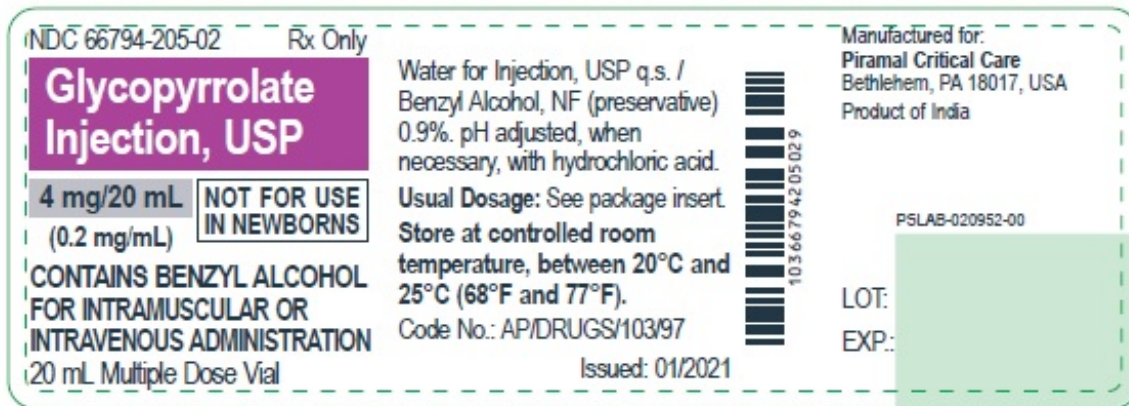 NDC 66794-205-02 Rx Only
Glycopyrrolate
Injection, USP
4 mg/20 mL
(0.2 mg/mL)
NOT FOR USE
IN NEWBORNS
CONTAINS BENZYL ALCOHOL
FOR INTRAMUSCULAR OR
INTRAVENOUS ADMINISTRATION
20 mL Multiple Dose Vial
Water for Injection, USP q.s. /
Benzyl Alcohol, NF (preservative)
0.9%. pH adjusted, when
necessary, with hydrochloric acid.
Usual Dosage: See package insert.
Store at controlled room
temperature, between 20°C and
25°C (68°F and 77°F).
Code No.: AP/DRUGS/103/97
Issued: 01/2021
10366794205029
Manufactured for:
Piramal Critical Care
Bethlehem, PA 18017, USA
Product of India
PSLAB-020952-00
LOT:
EXP.: